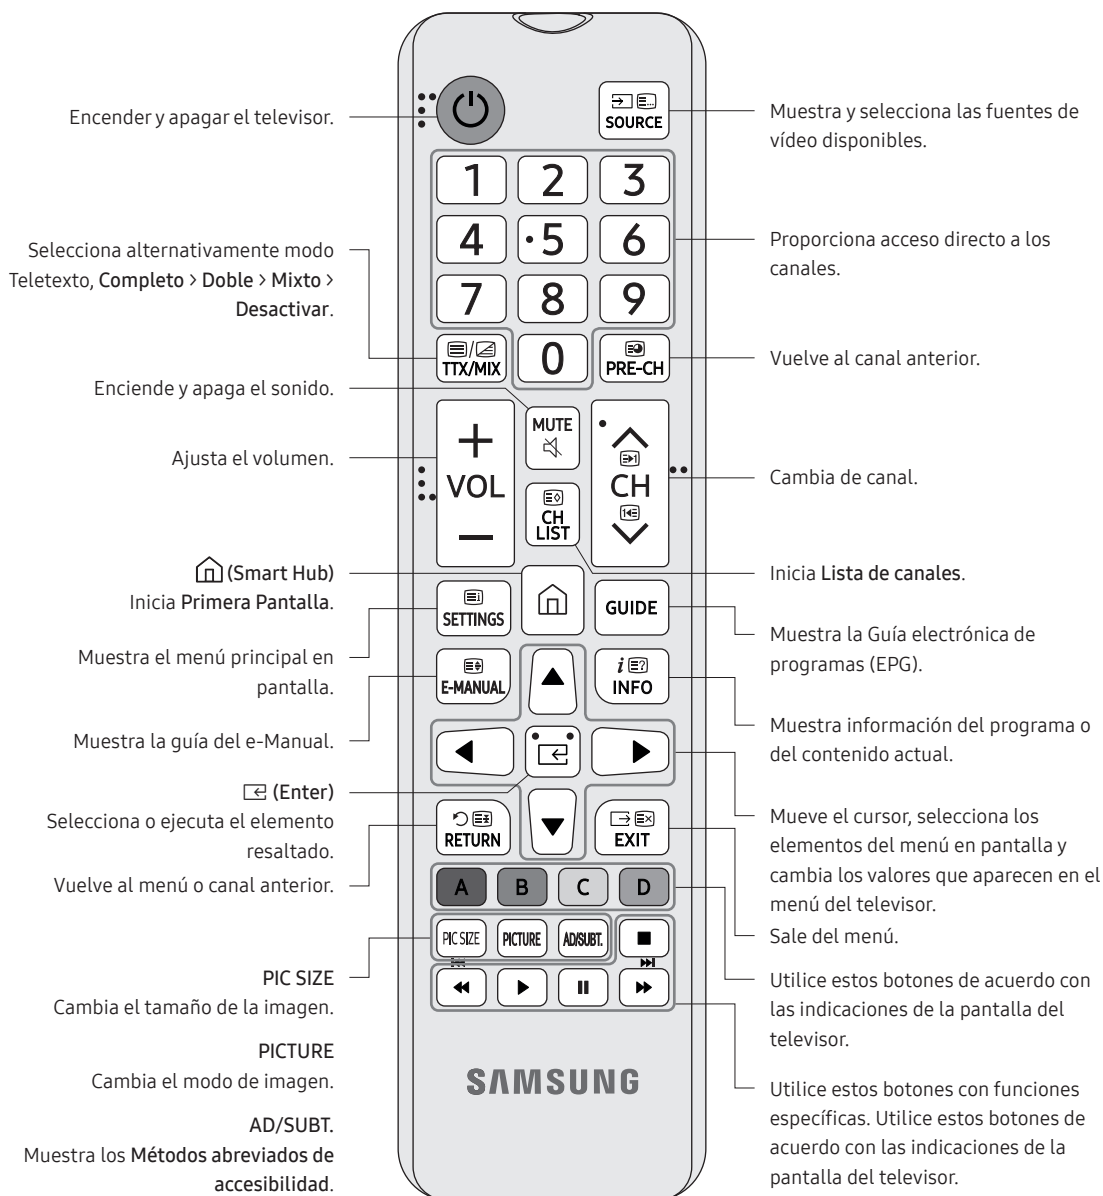 Encender y apagar el televisor.
Selecciona alternativamente modo
Teletexto, Completo > Doble > Mixto >
Desactivar.
Enciende y apaga el sonido.
Ajusta el volumen.
(Smart Hub)
Inicia Primera Pantalla.
Muestra el menú principal en
pantalla.
Muestra la guía del e-Manual.
(Enter)
Selecciona o ejecuta el elemento
resaltado.
Vuelve al menú o canal anterior.
PIC SIZE
Cambia el tamaño de la imagen.
PICTURE
Cambia el modo de imagen.
AD/SUBT.
Muestra los Métodos abreviados de
accesibilidad.
SOURCE
1 2 3
4 5 6
7 8 9
TTX/MIX 0 PRE-CH
MUTE
+
VOL
−
CH
CH
LIST
SETTINGS
GUIDE
E-MANUAL
i
INFO
RETURN
EXIT
A B C D
PIC SIZE PICTURE AD/SUBT.
SAMSUNG
Muestra y selecciona las fuentes de
vídeo disponibles.
Proporciona acceso directo a los
canales.
Vuelve al canal anterior.
Cambia de canal.
Inicia Lista de canales.
Muestra la Guía electrónica de
programas (EPG).
Muestra información del programa o
del contenido actual.
Mueve el cursor, selecciona los
elementos del menú en pantalla y
cambia los valores que aparecen en el
menú del televisor.
Sale del menú.
Utilice estos botones de acuerdo con
las indicaciones de la pantalla del
televisor.
Utilice estos botones con funciones
específicas. Utilice estos botones de
acuerdo con las indicaciones de la
pantalla del televisor.